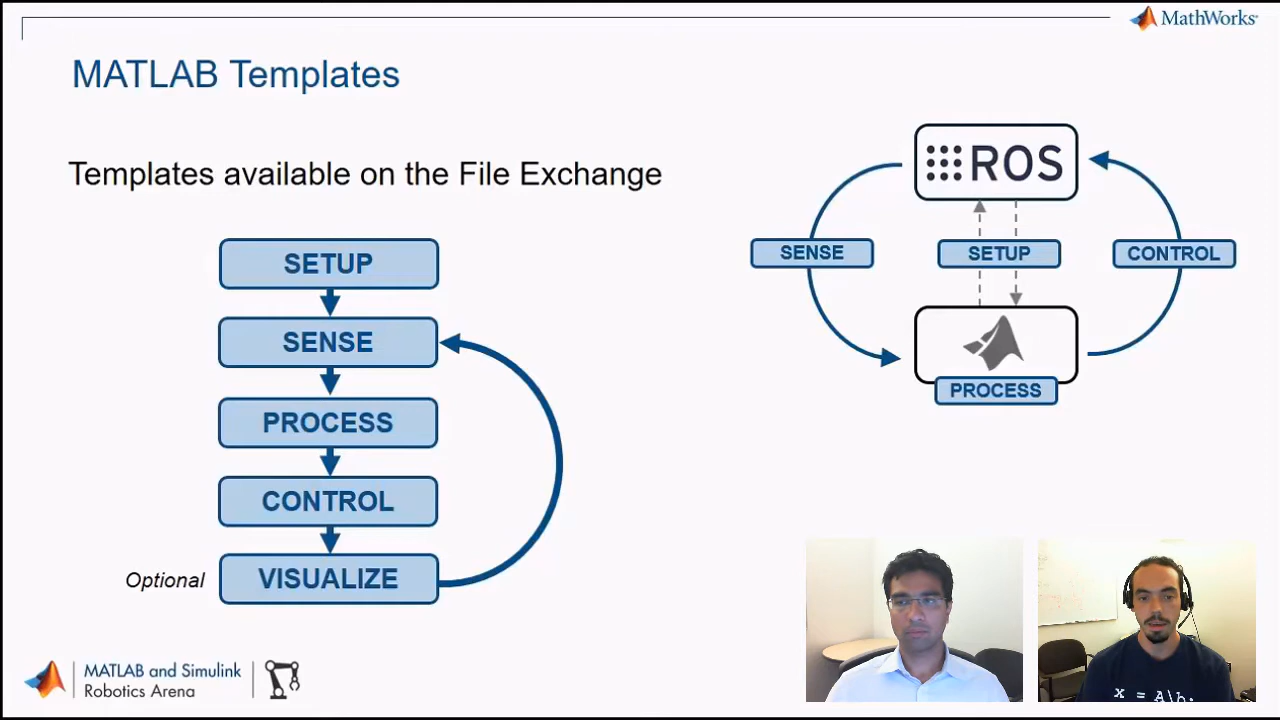 MathWorks®
MATLAB Templates
Templates available on the File Exchange
SETUP
SENSE
PROCESS
CONTROL
Optional
VISUALIZE
ROS
SENSE
SETUP
CONTROL
PROCESS
x = A\b;
MATLAB and Simulink
Robotics Arena